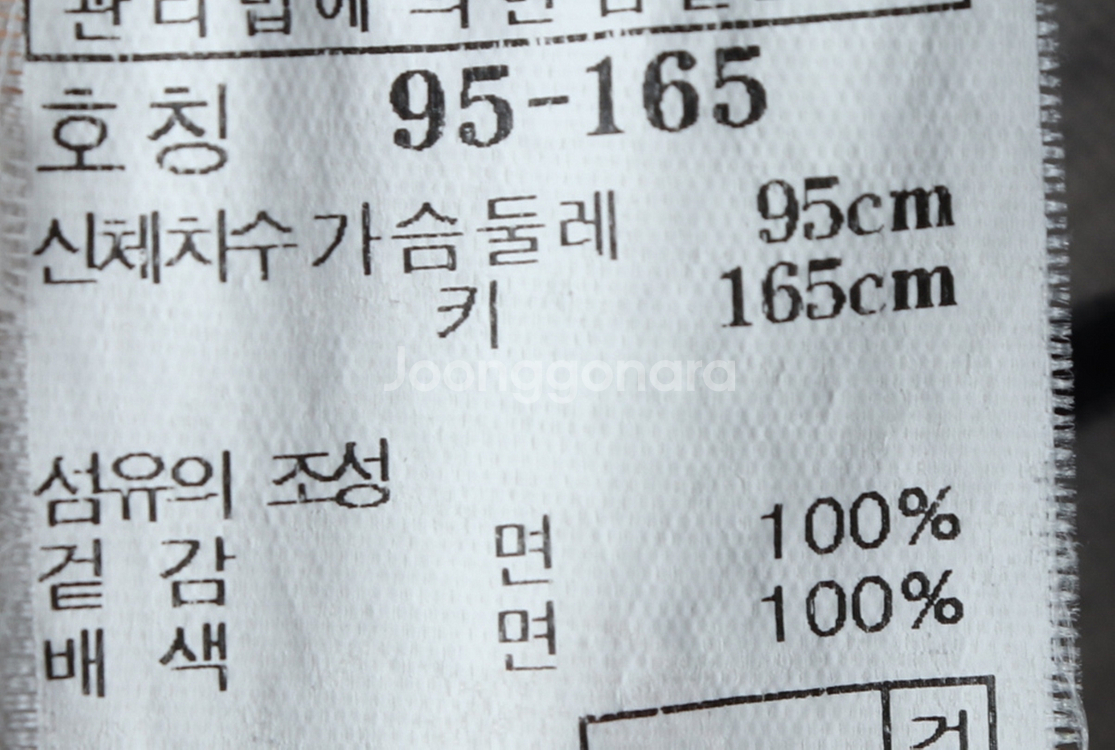 호칭 95-165
신체치수 가슴둘레 95cm
키 165cm
Joonggonara
섬유의 조성
겉감 면 100%
배색 면 100%